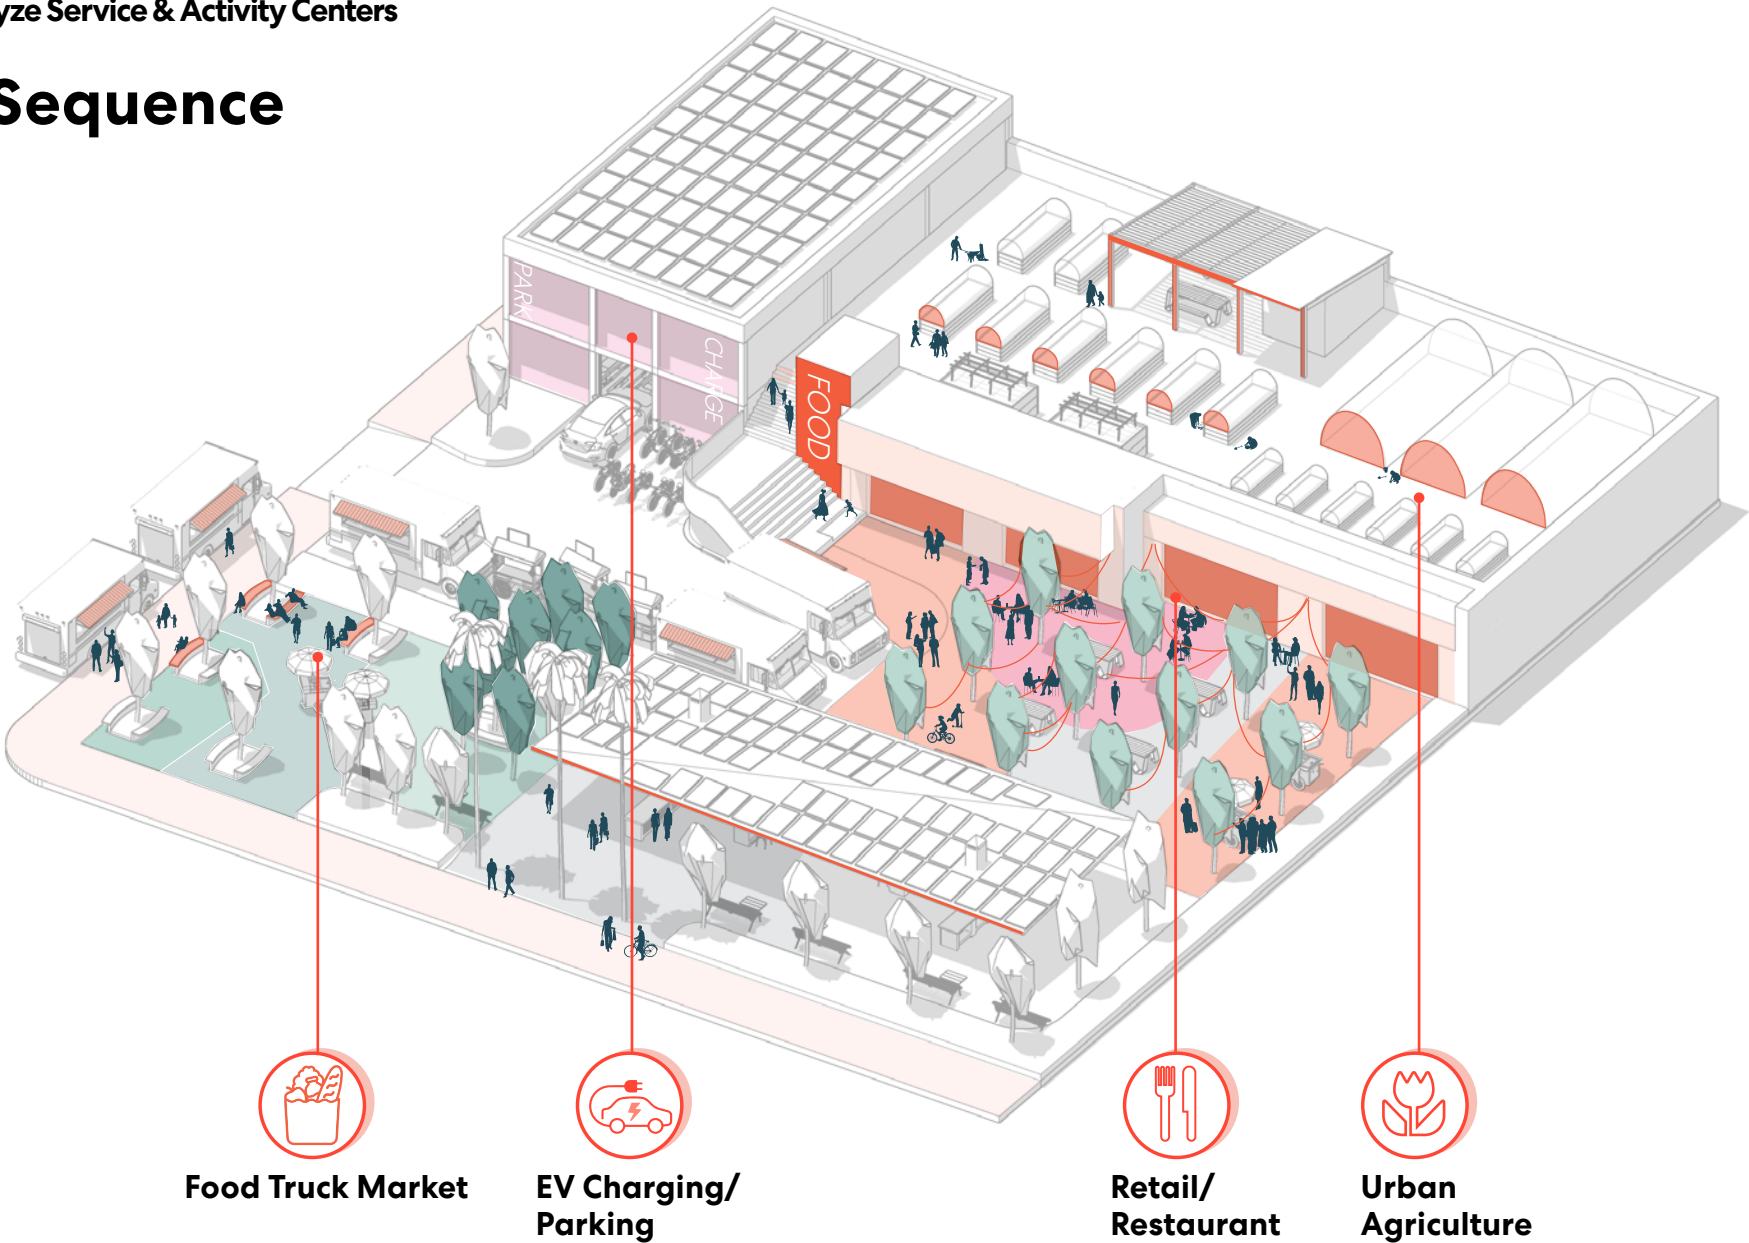 yze Service & Activity Centers
Sequence
PARK
CHARGE
FOOD
Food Truck Market
EV Charging/
Parking
Retail/
Restaurant
Urban
Agriculture